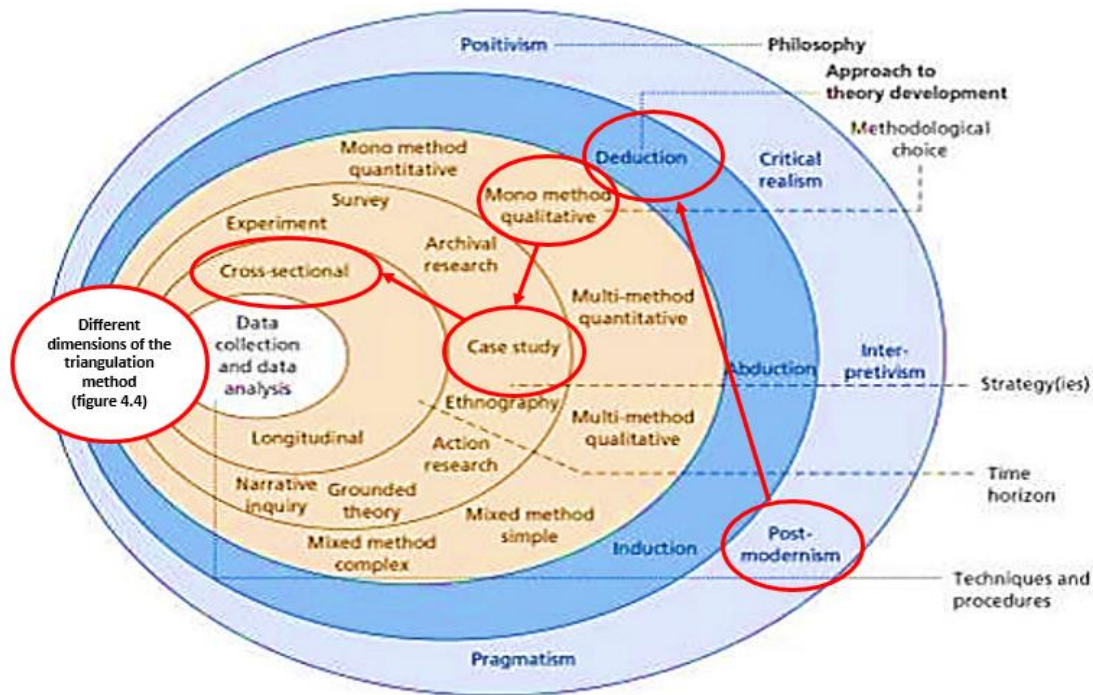 Positivism
Philosophy
Approach to
theory development
Methodological
choice
Deduction
Critical
realism
Mono method
quantitative
Mono method
qualitative
Survey
Experiment
Archival
research
Cross-sectional
Multi-method
quantitative
Different
dimensions of the
triangulation
method
(figure 4.4)
Data
collection
and data
analysis
Case study
Abduction
Inter-
pretivism
Strategy(ies)
Ethnography
Multi-method
qualitative
Longitudinal
Action
research
Time
horizon
Narrative
inquiry
Grounded
theory
Mixed method
simple
Mixed method
complex
Induction
Post-
modernism
Techniques and
procedures
Pragmatism